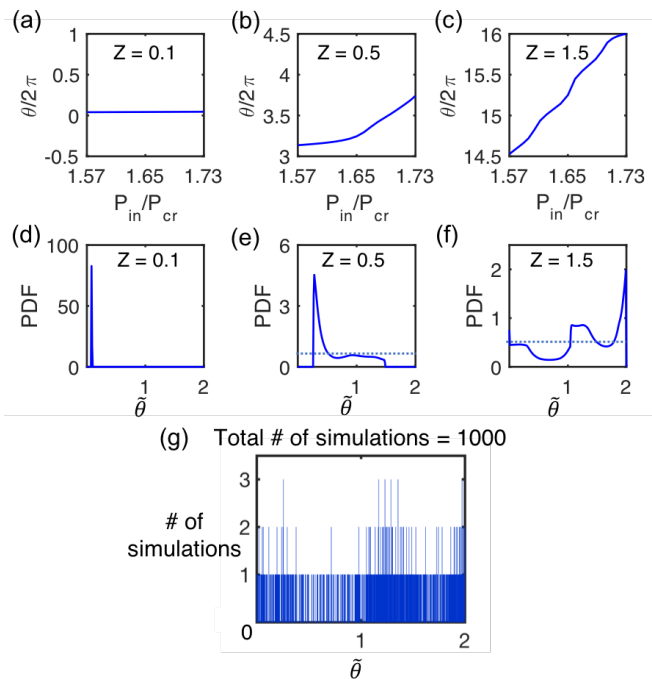 (a) (b) (c)
1 4.5 16
Z = 0.1 Z = 0.5 Z = 1.5
θ/2π θ/2π θ/2π
0.5 4 15.5
0 3.5 15
-0.5 3 14.5
1.57 1.65 1.73 1.57 1.65 1.73 1.57 1.65 1.73
P_in/P_cr P_in/P_cr P_in/P_cr
(d) (e) (f)
100 6 2
Z = 0.1 Z = 0.5 Z = 1.5
PDF PDF PDF
50 3 1
0 0 0
1 2 1 2 1 2
θ̃ θ̃ θ̃
(g) Total # of simulations = 1000
3
# of
simulations
2
1
0
1 2
θ̃